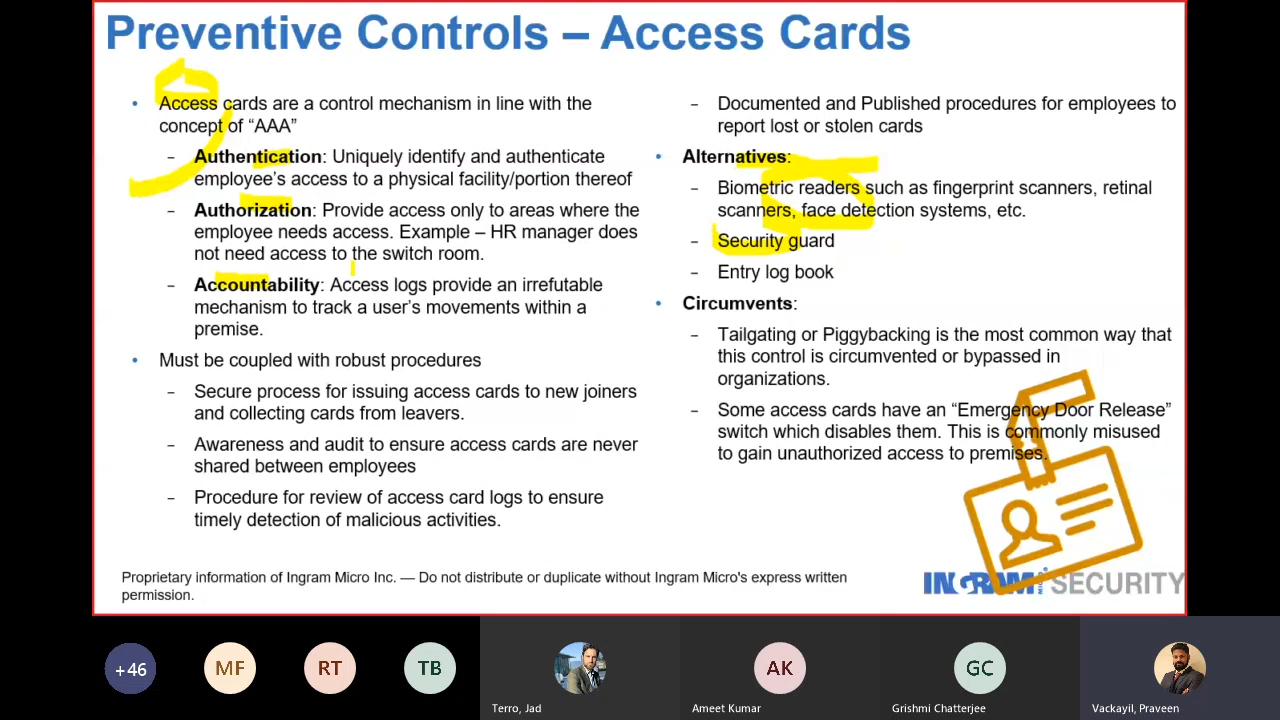 Preventive Controls – Access Cards
• Access cards are a control mechanism in line with the
concept of “AAA”
– Authentication: Uniquely identify and authenticate
employee’s access to a physical facility/portion thereof
– Authorization: Provide access only to areas where the
employee needs access. Example – HR manager does
not need access to the switch room.
– Accountability: Access logs provide an irrefutable
mechanism to track a user’s movements within a
premise.
• Must be coupled with robust procedures
– Secure process for issuing access cards to new joiners
and collecting cards from leavers.
– Awareness and audit to ensure access cards are never
shared between employees
– Procedure for review of access card logs to ensure
timely detection of malicious activities.
– Documented and Published procedures for employees to
report lost or stolen cards
• Alternatives:
– Biometric readers such as fingerprint scanners, retinal
scanners, face detection systems, etc.
– Security guard
– Entry log book
• Circumvents:
– Tailgating or Piggybacking is the most common way that
this control is circumvented or bypassed in
organizations.
– Some access cards have an “Emergency Door Release”
switch which disables them. This is commonly misused
to gain unauthorized access to premises.
Proprietary information of Ingram Micro Inc. — Do not distribute or duplicate without Ingram Micro's express written
permission.
INGRAM MICRO SECURITY
+46
MF
RT
TB
AK
GC
Terro, Jad
Ameet Kumar
Grishmi Chatterjee
Vackayil, Praveen